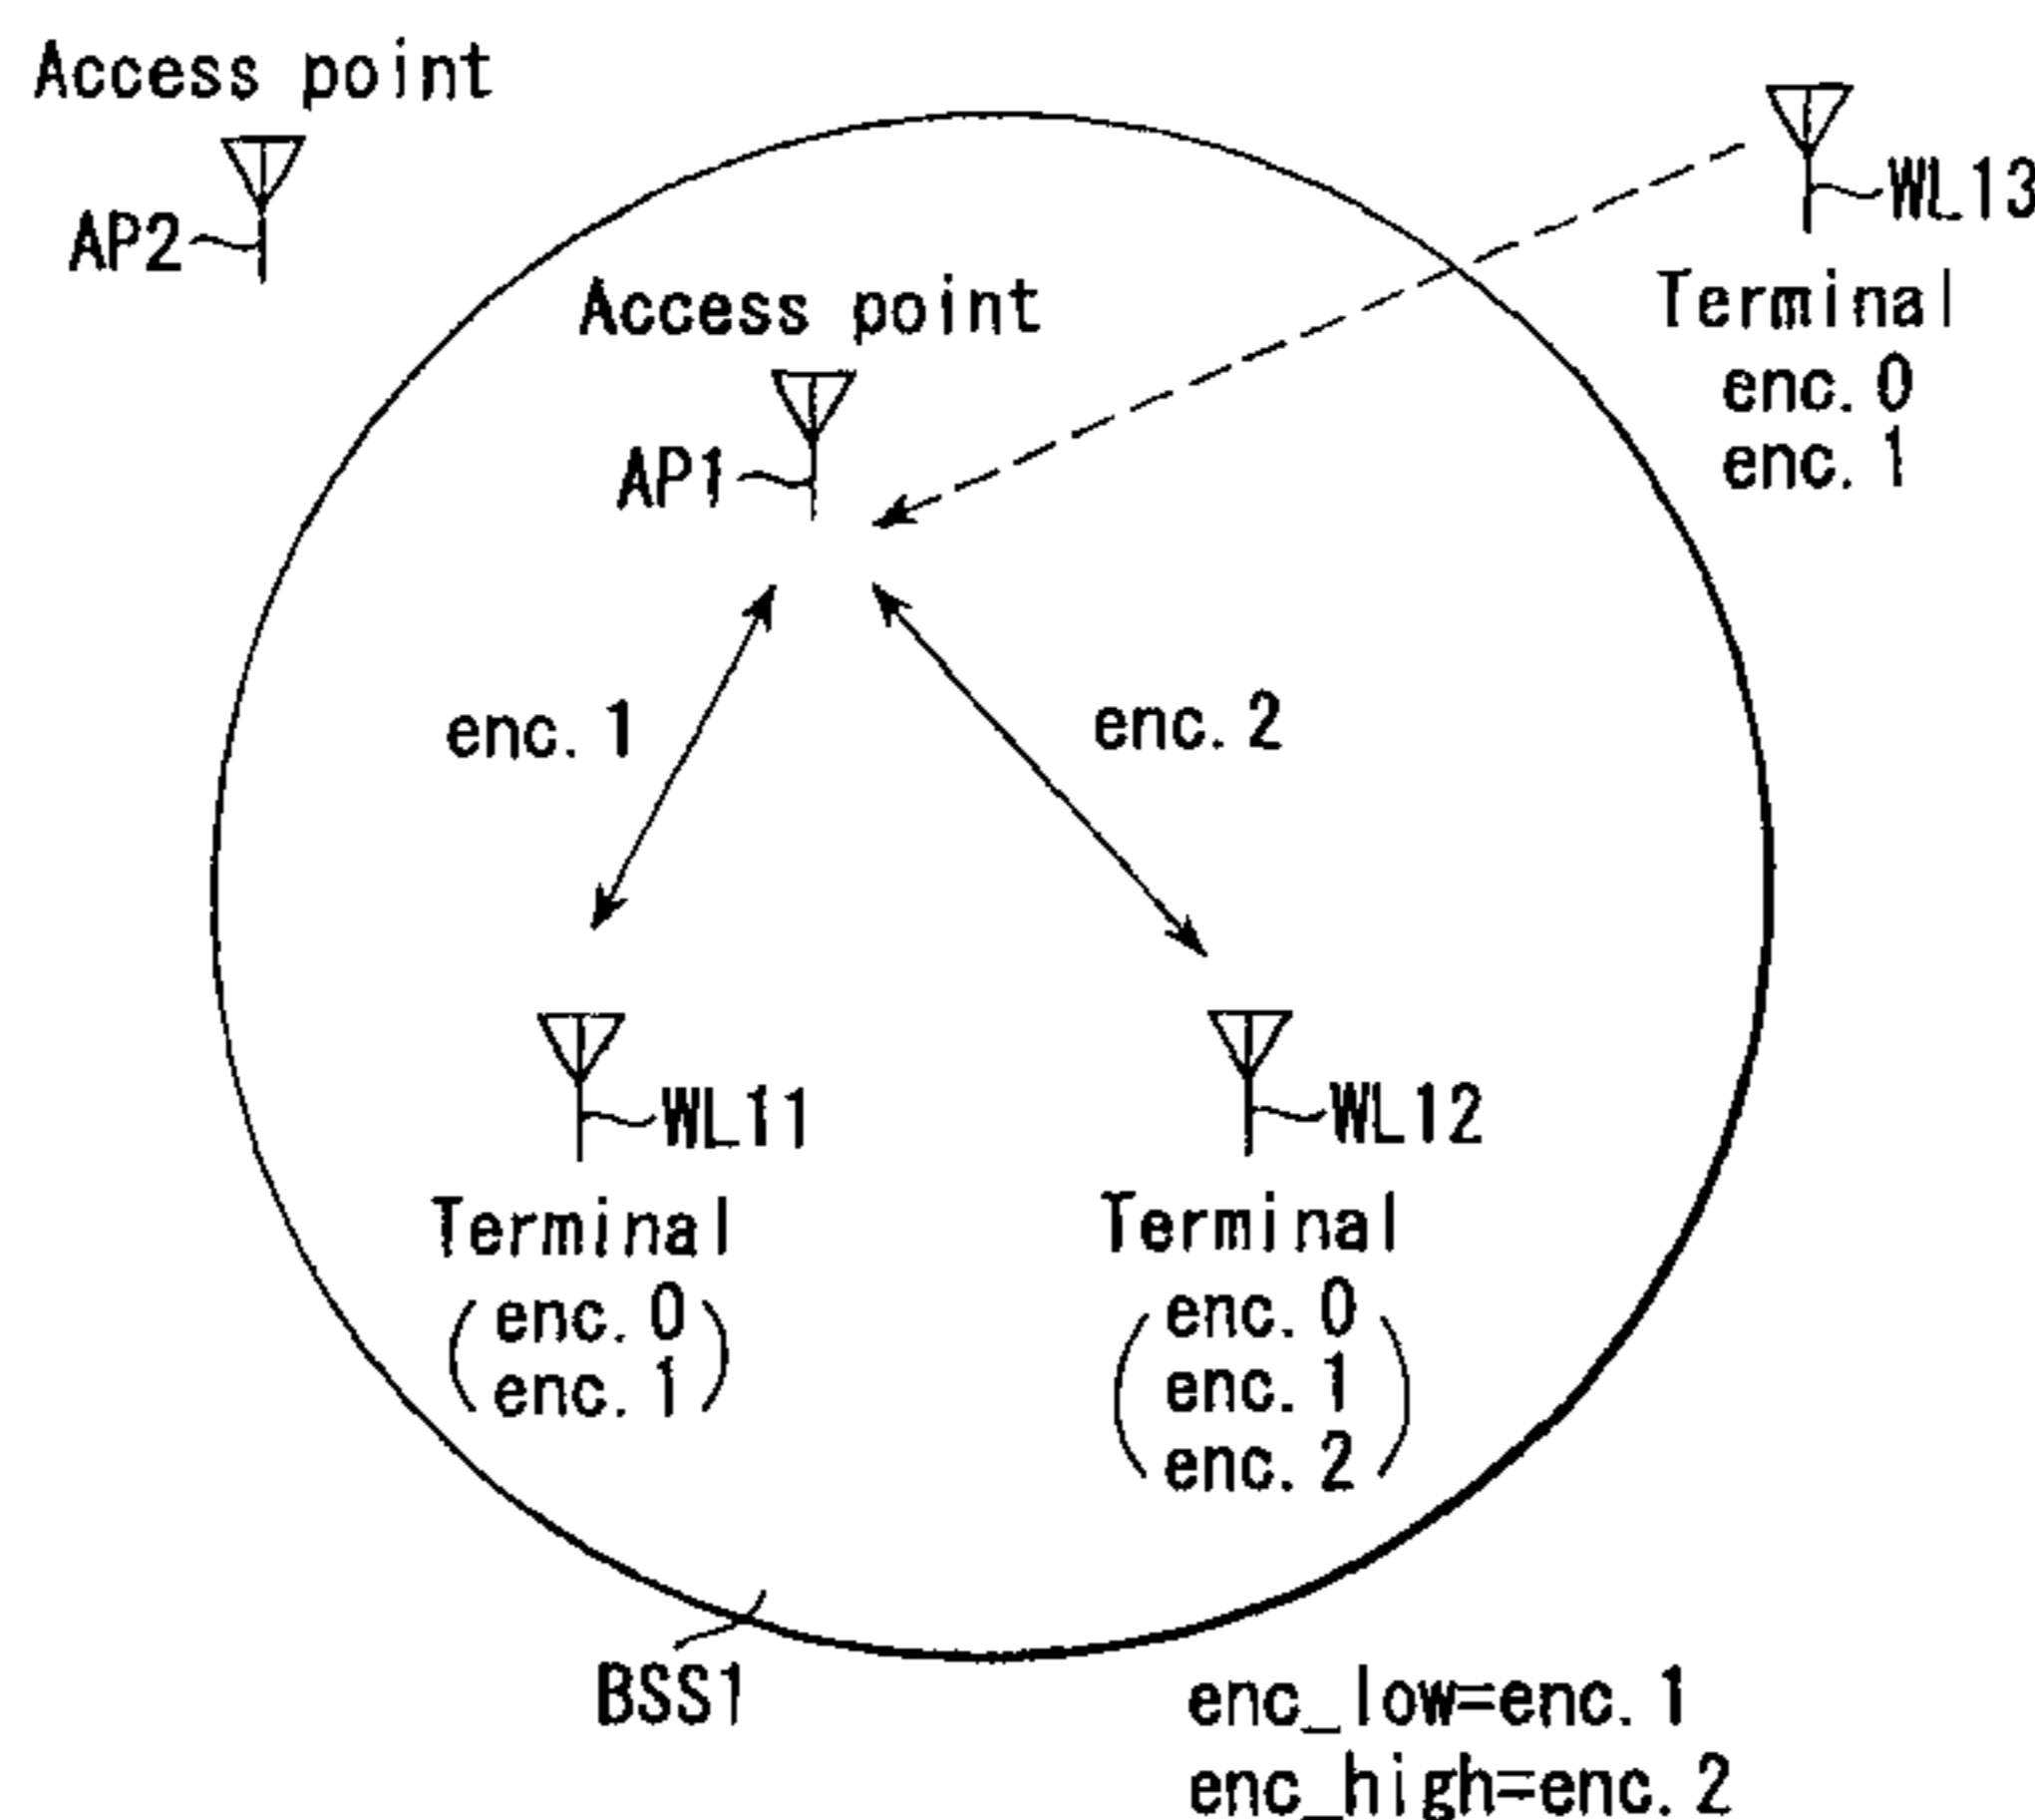 Access point
AP2
WL13
Terminal
enc. 0
enc. 1
Access point
AP1
enc. 1
enc. 2
WL11
Terminal
(enc. 0
enc. 1)
WL12
Terminal
(enc. 0
enc. 1
enc. 2)
BSS1
enc_low=enc. 1
enc_high=enc. 2